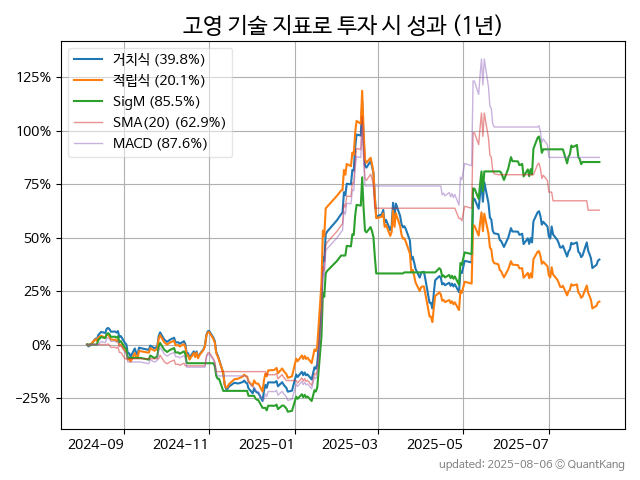 고영 기술 지표로 투자 시 성과 (1년)
거치식 (39.8%)
적립식 (20.1%)
SigM (85.5%)
SMA(20) (62.9%)
MACD (87.6%)
125%
100%
75%
50%
25%
0%
−25%
2024-09 2024-11 2025-01 2025-03 2025-05 2025-07
updated: 2025-08-06 © QuantKang